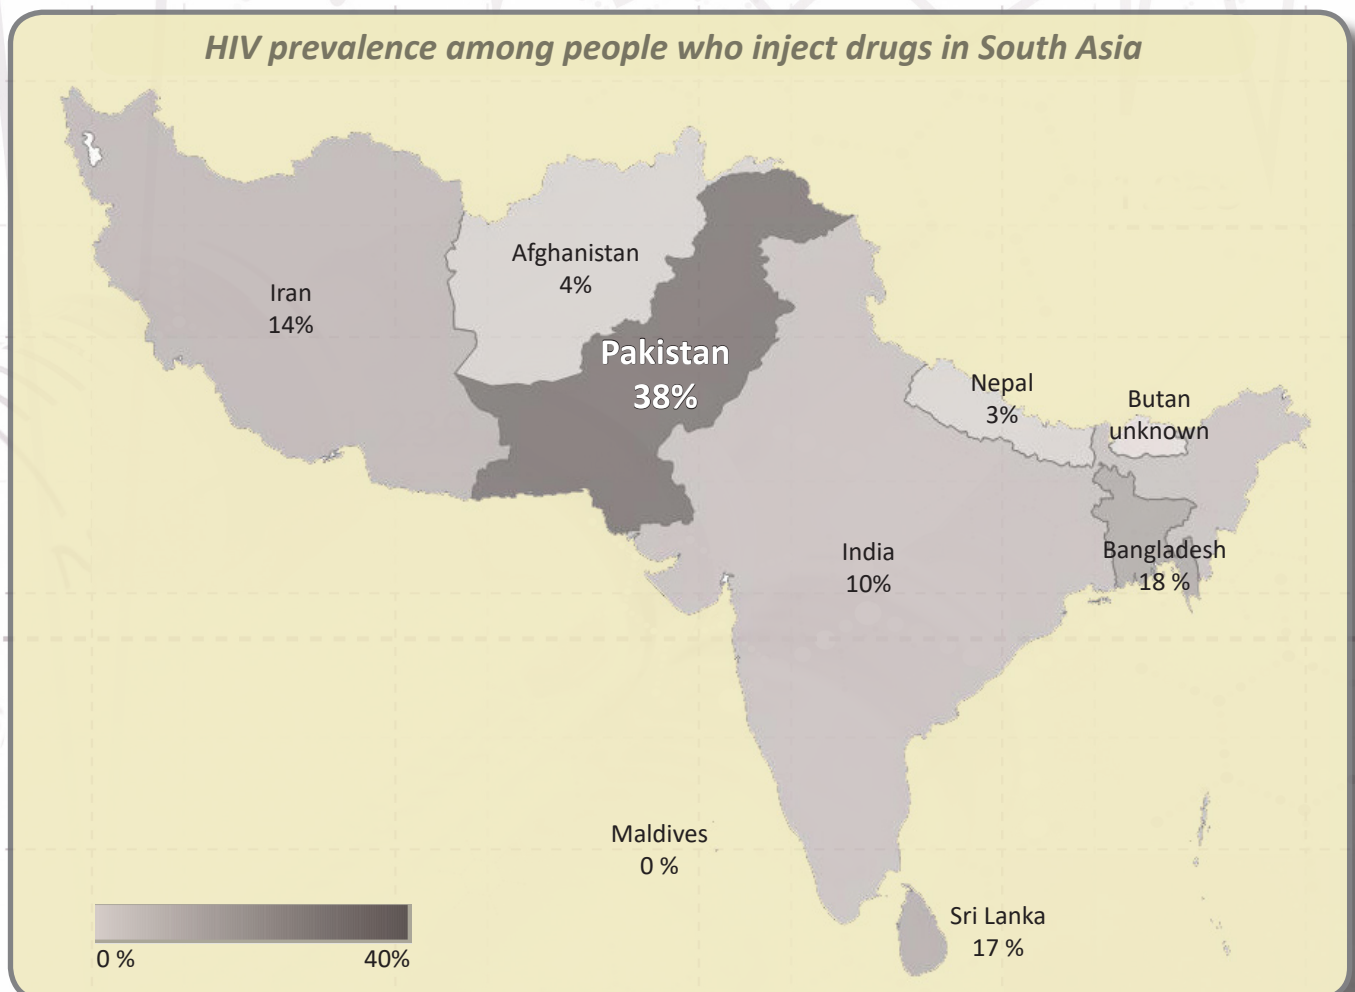 HIV prevalence among people who inject drugs in South Asia
Afghanistan
4%
Iran
14%
Pakistan
38%
Nepal
3%
Butan
unknown
India
10%
Bangladesh
18 %
Maldives
0 %
Sri Lanka
17 %
0 %
40%